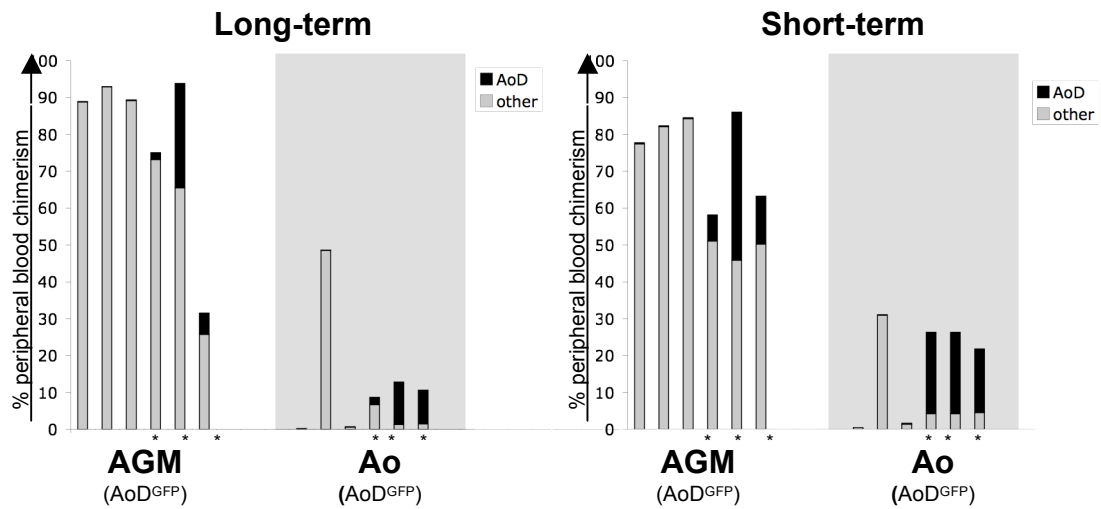 Long-term
% peripheral blood chimerism
00
90
80
70
60
50
40
30
20
10
0
AoD
other
* * *
* * *
AGM
(AoDGFP)
Ao
(AoDGFP)
Short-term
% peripheral blood chimerism
00
90
80
70
60
50
40
30
20
10
0
AoD
other
* * *
* * *
AGM
(AoDGFP)
Ao
(AoDGFP)